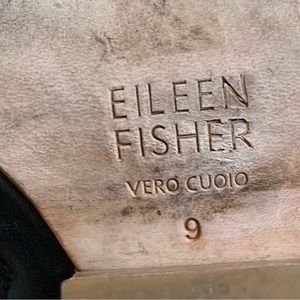 EILEEN
FISHER
VERO CUOIO
9